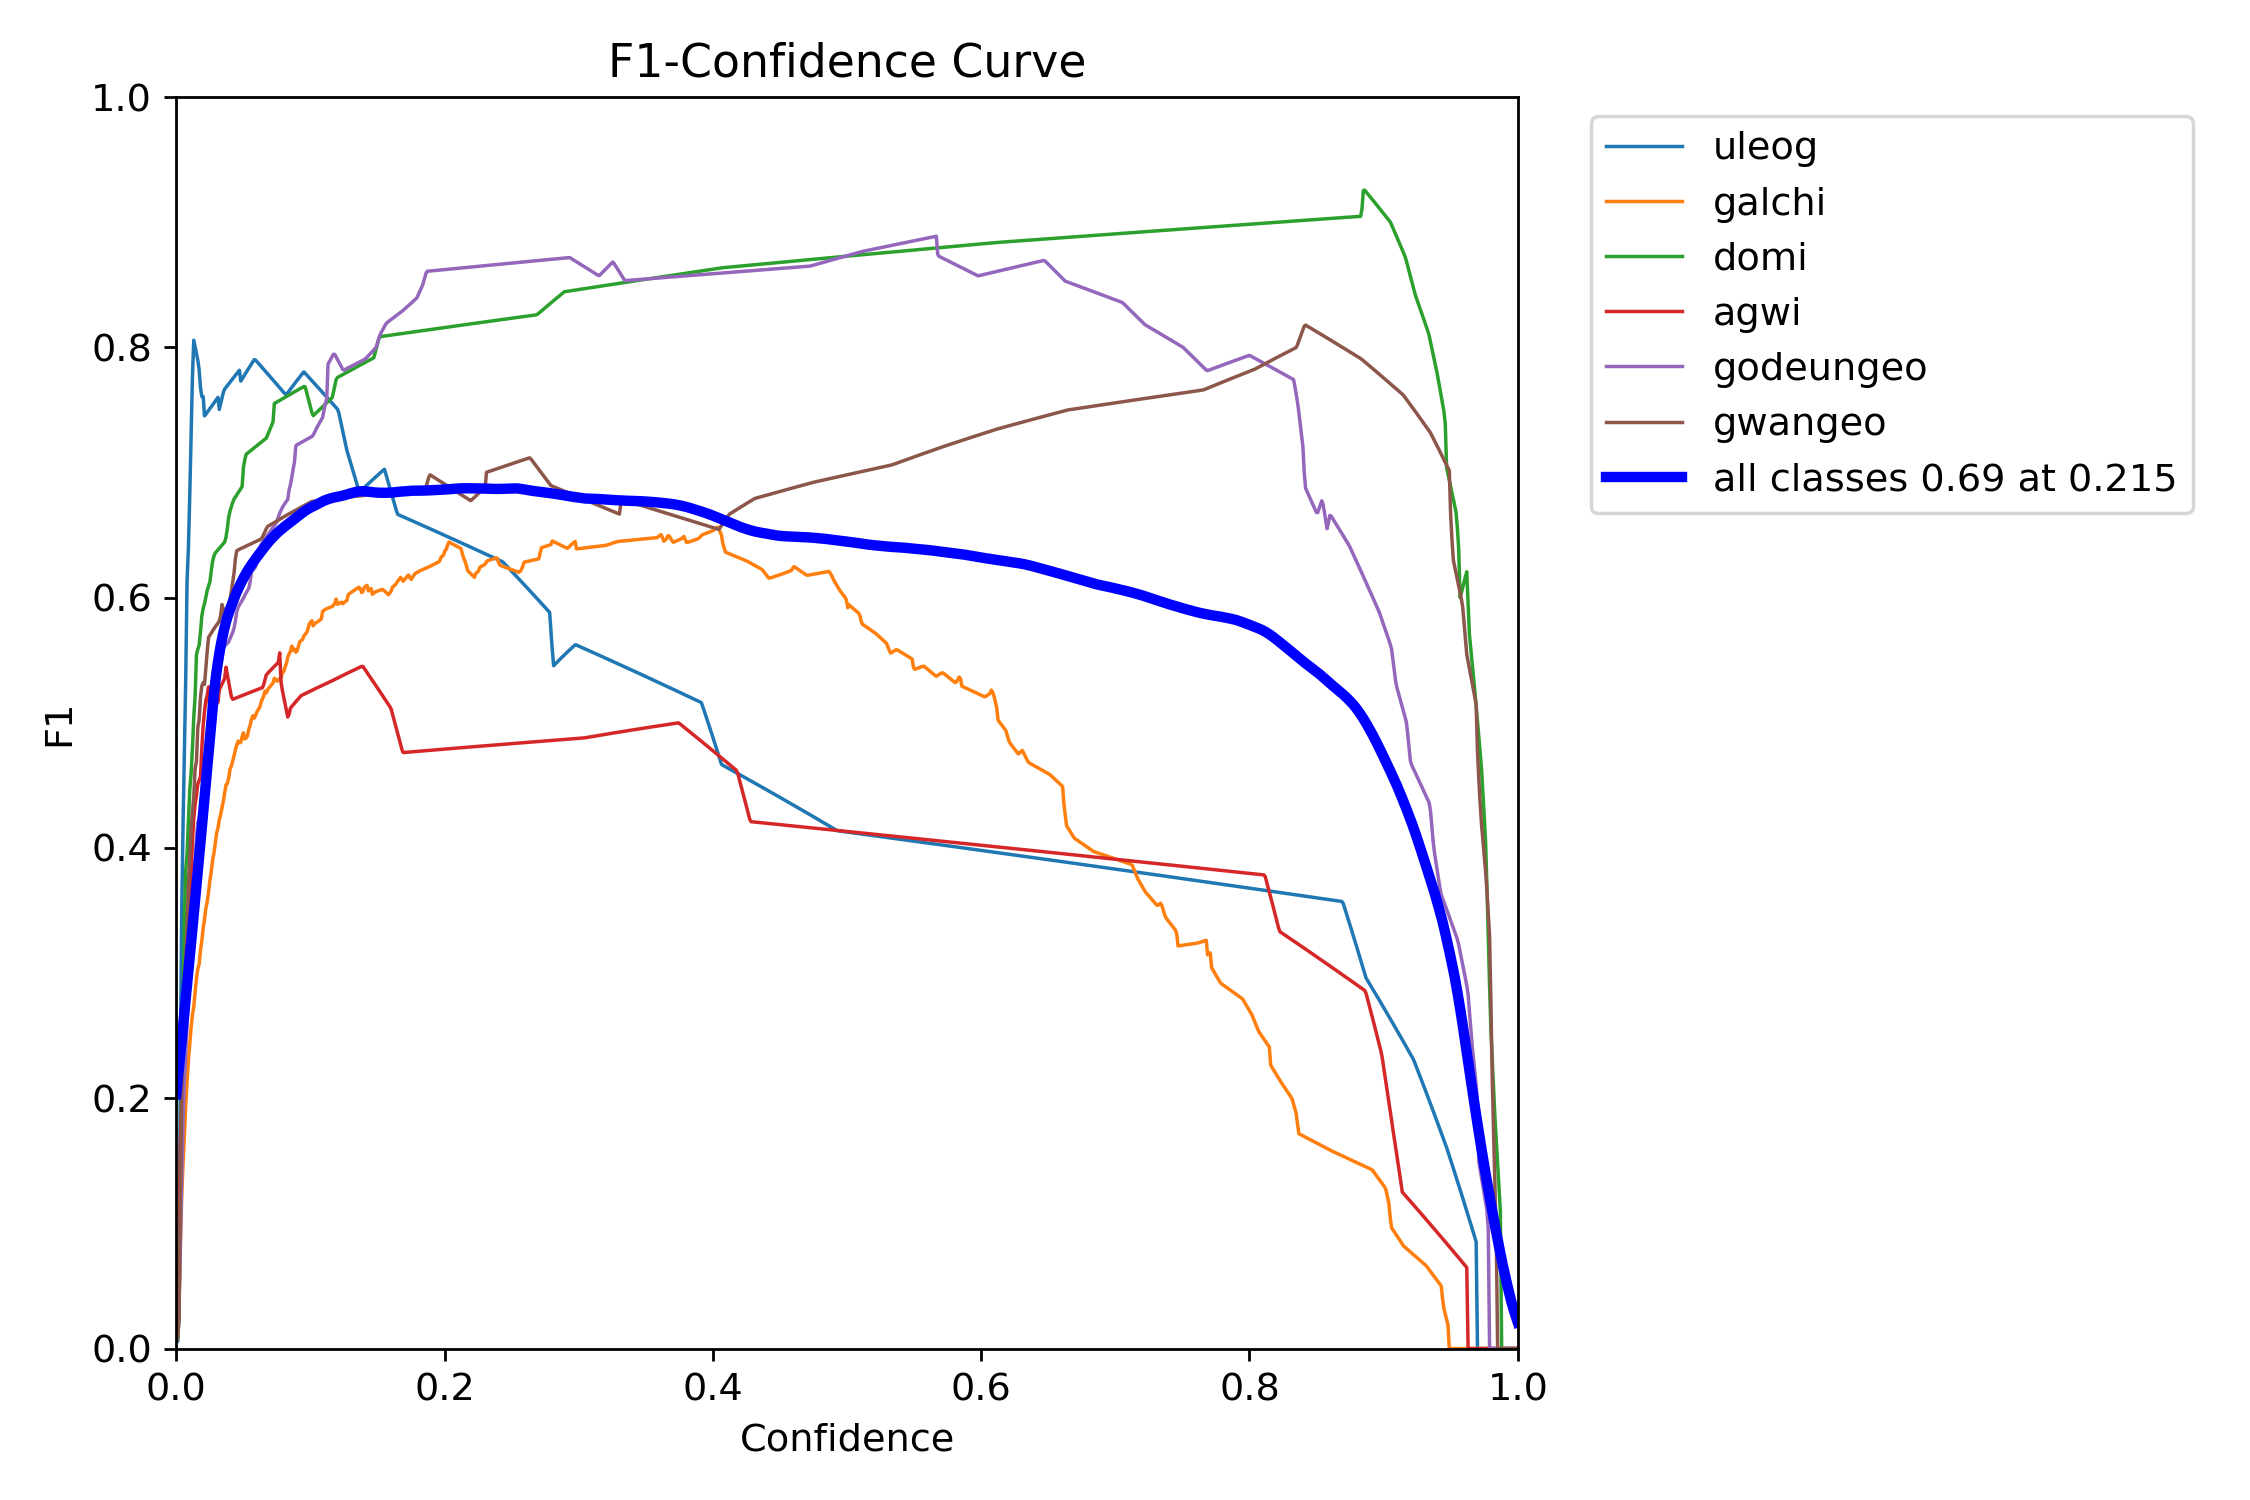 F1-Confidence Curve
1.0
0.8
0.6
0.4
0.2
0.0
F1
0.0 0.2 0.4 0.6 0.8 1.0
Confidence
uleog
galchi
domi
agwi
godeungeo
gwangeo
all classes 0.69 at 0.215